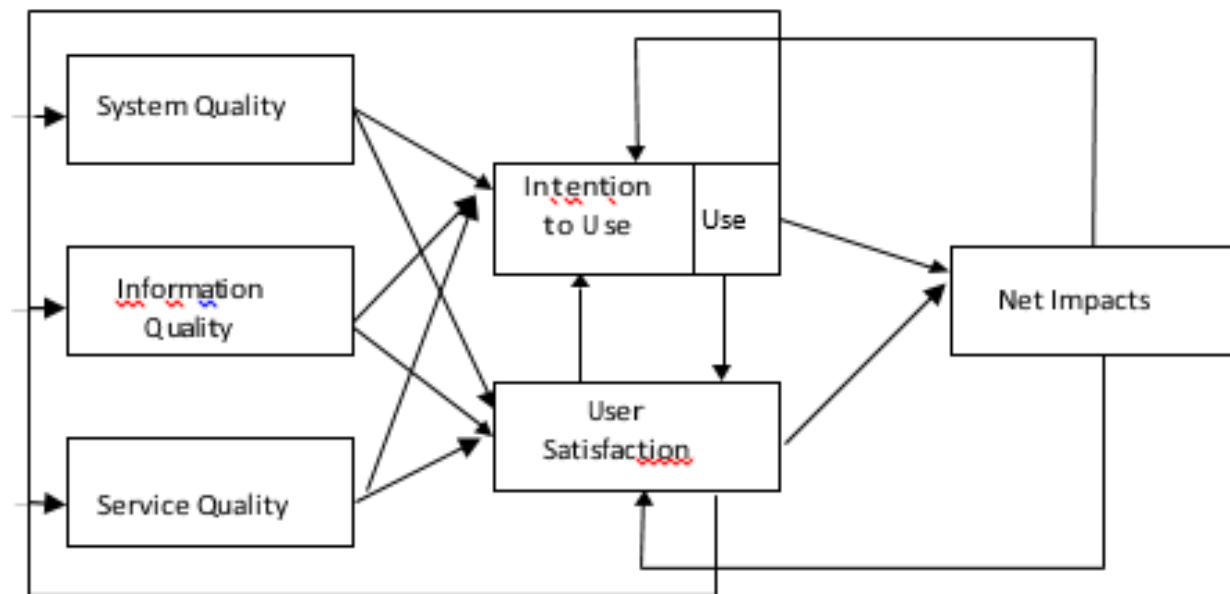 System Quality
Intention
to Use
Use
Information
Quality
Net Impacts
User
Satisfaction
Service Quality